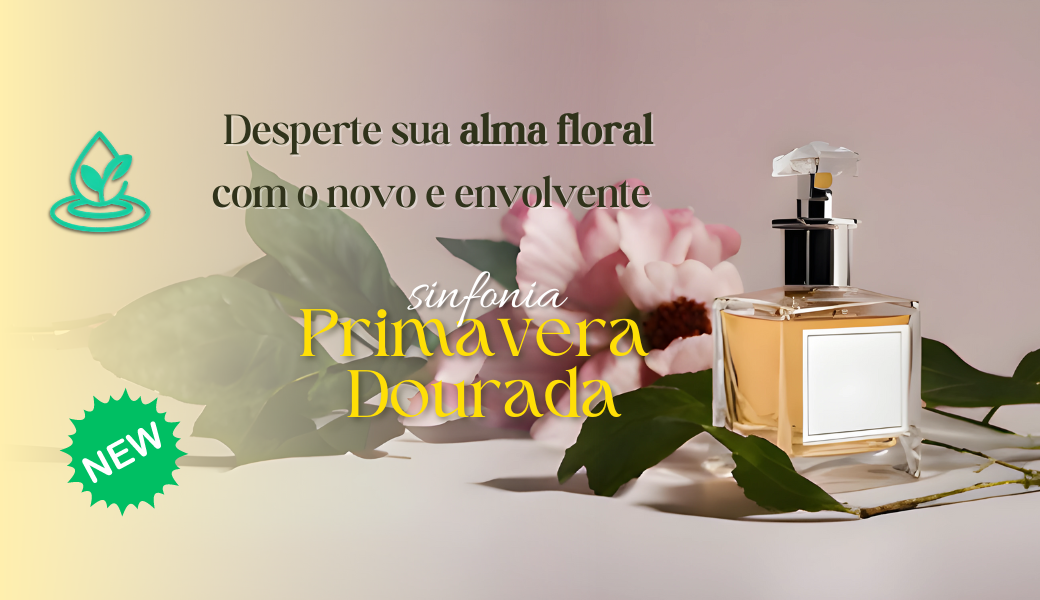 Desperte sua alma floral
com o novo e envolvente
sinfonia
Primavera
Dourada
NEW